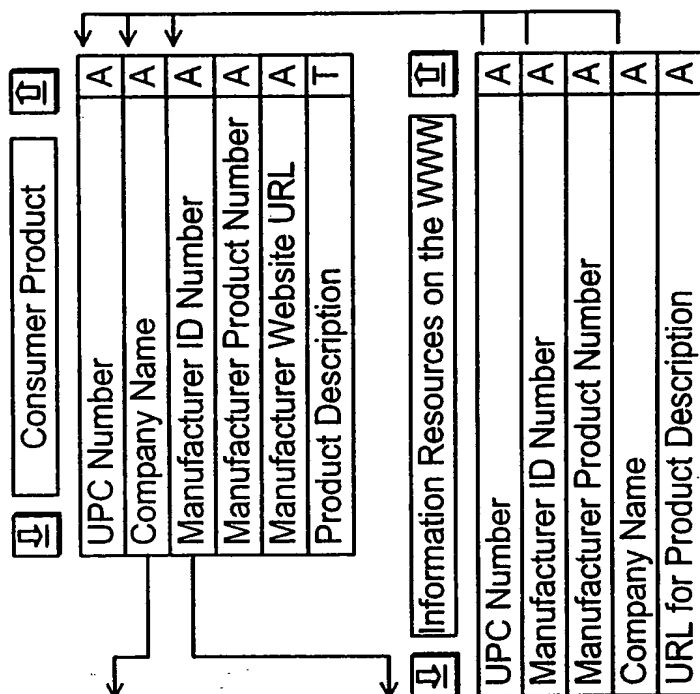 Consumer Product
UPC Number A
Company Name A
Manufacturer ID Number A
Manufacturer Product Number A
Manufacturer Website URL A
Product Description T
Information Resources on the WWW
UPC Number A
Manufacturer ID Number A
Manufacturer Product Number A
Company Name A
URL for Product Description A